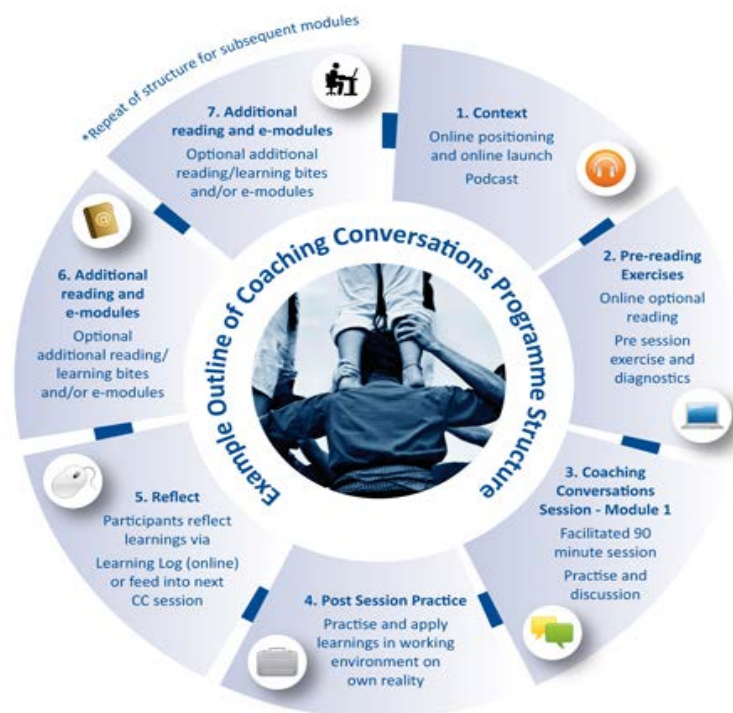 *Repeat of structure for subsequent modules
Example Outline of Coaching Conversations Programme Structure
1. Context
Online positioning
and online launch
Podcast
2. Pre-reading
Exercises
Online optional
reading
Pre session
exercise and
diagnostics
3. Coaching
Conversations
Session - Module 1
Facilitated 90
minute session
Practise and
discussion
4. Post Session Practice
Practise and apply
learnings in working
environment on
own reality
5. Reflect
Participants reflect
learnings via
Learning Log (online)
or feed into next
CC session
6. Additional
reading and
e-modules
Optional
additional reading/
learning bites
and/or e-modules
7. Additional
reading and e-modules
Optional additional
reading/learning bites
and/or e-modules
@